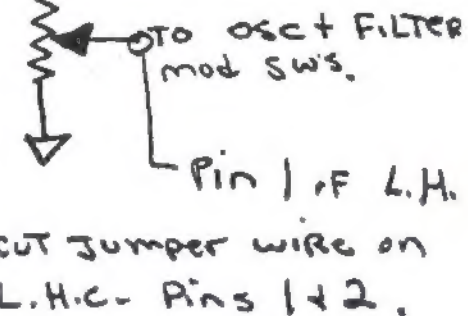 TO OSC + FILTER
mod SW'S.
Pin 1 OF L.H.
CUT Jumper wire on
L.H.C- Pins 1 & 2.